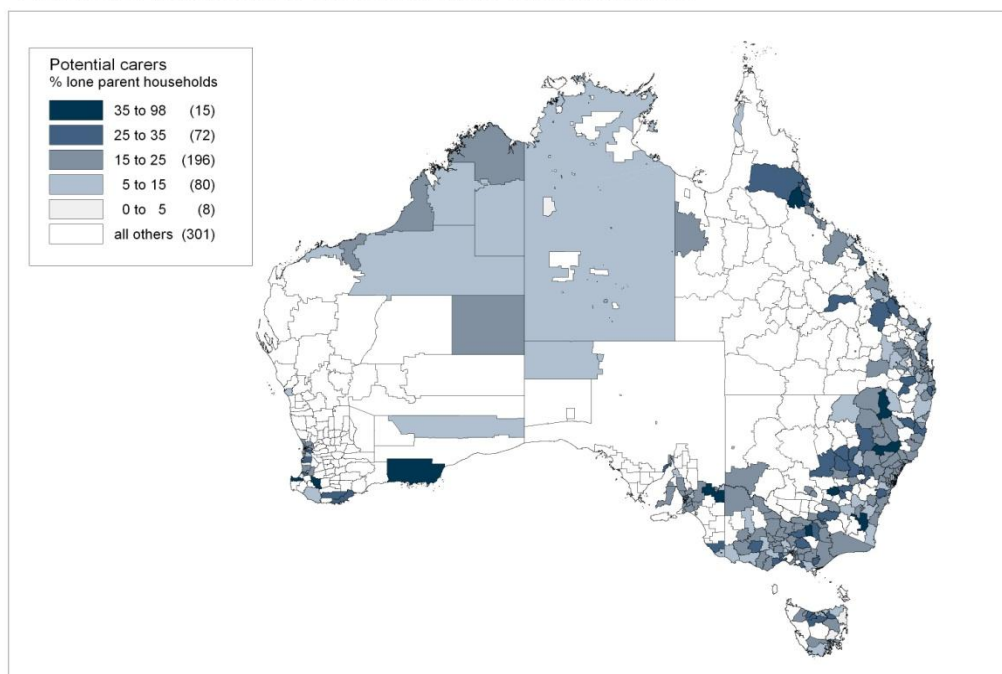 Potential carers
% lone parent households
35 to 98 (15)
25 to 35 (72)
15 to 25 (196)
5 to 15 (80)
0 to 5 (8)
all others (301)